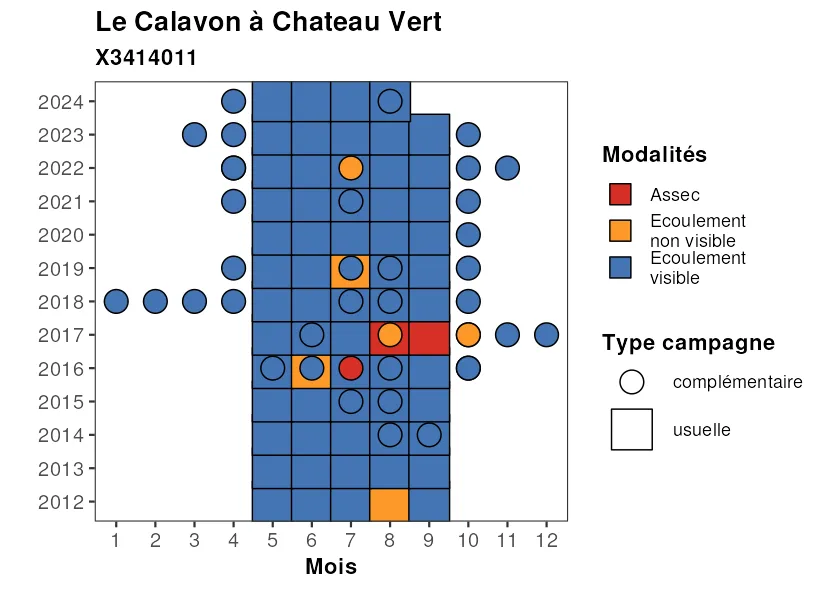 Le Calavon à Chateau Vert
X3414011
2024
2023
2022
2021
2020
2019
2018
2017
2016
2015
2014
2013
2012
1 2 3 4 5 6 7 8 9 10 11 12
Mois
Modalités
Assec
Ecoulement
non visible
Ecoulement
visible
Type campagne
complémentaire
usuelle